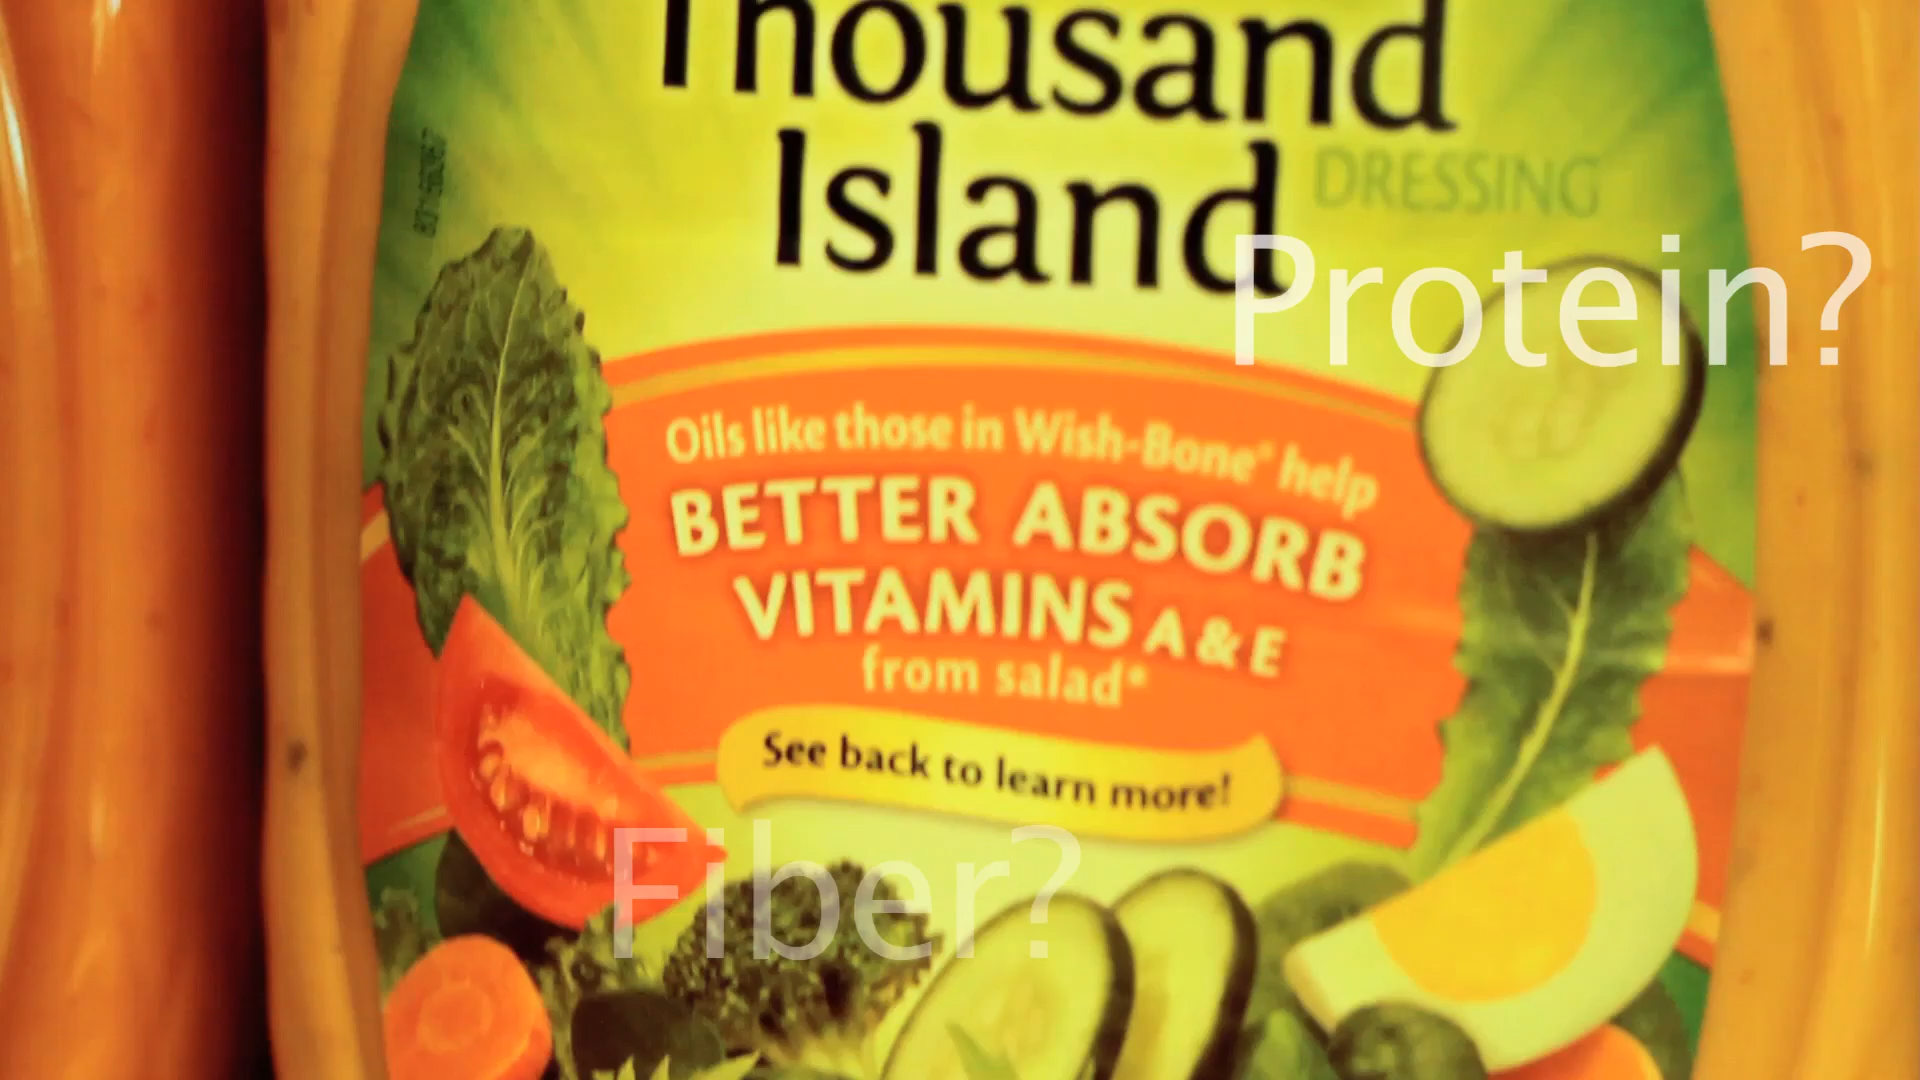 Thousand
Island DRESSING
Protein?
Oils like those in Wish-Bone® help
BETTER ABSORB
VITAMINS A & E
from salad*
See back to learn more!
Fiber?